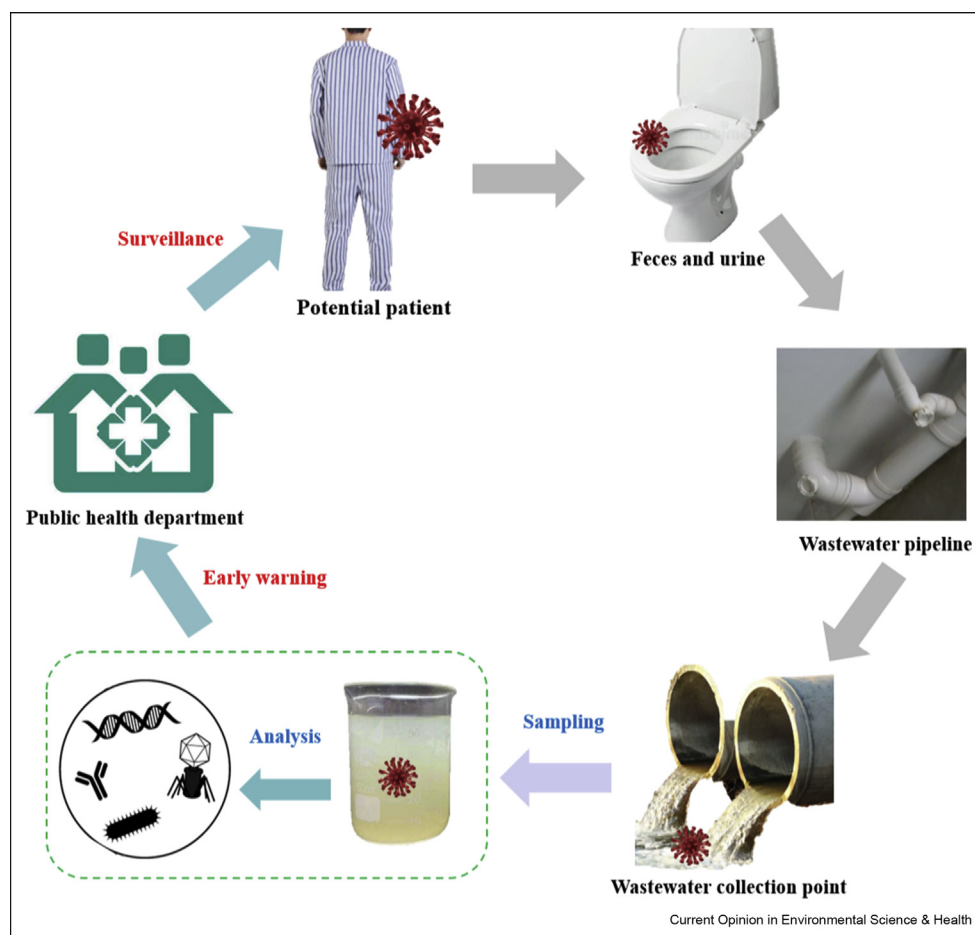 Surveillance
Potential patient
Feces and urine
Public health department
Wastewater pipeline
Early warning
Analysis
Sampling
Wastewater collection point
Current Opinion in Environmental Science & Health